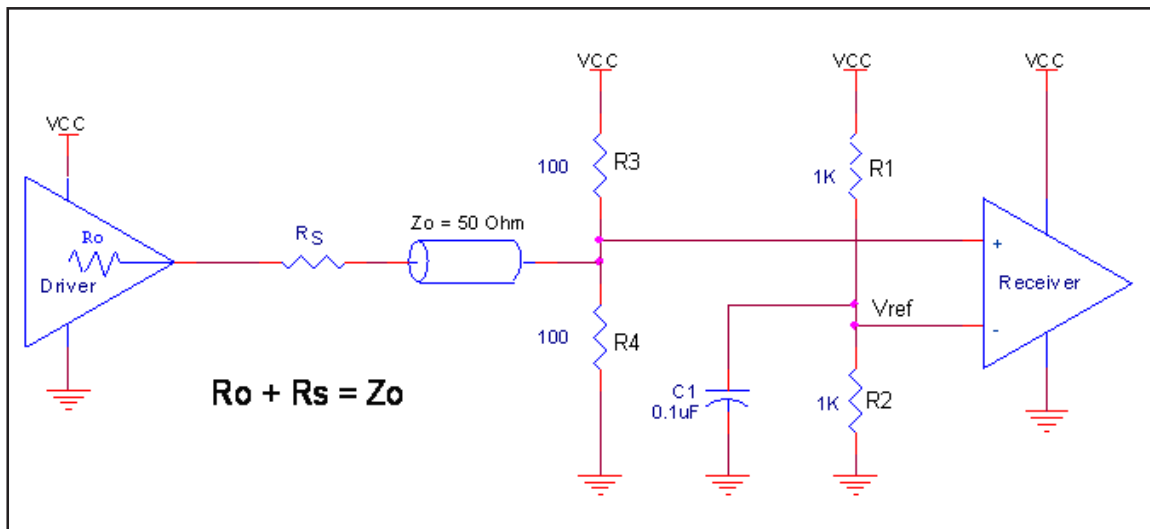 VCC
VCC
VCC
VCC
100
R3
1K
R1
Zo = 50 Ohm
Ro
RS
+
Driver
Receiver
Vref
-
100
R4
Ro + Rs = Zo
C1
0.1uF
1K
R2